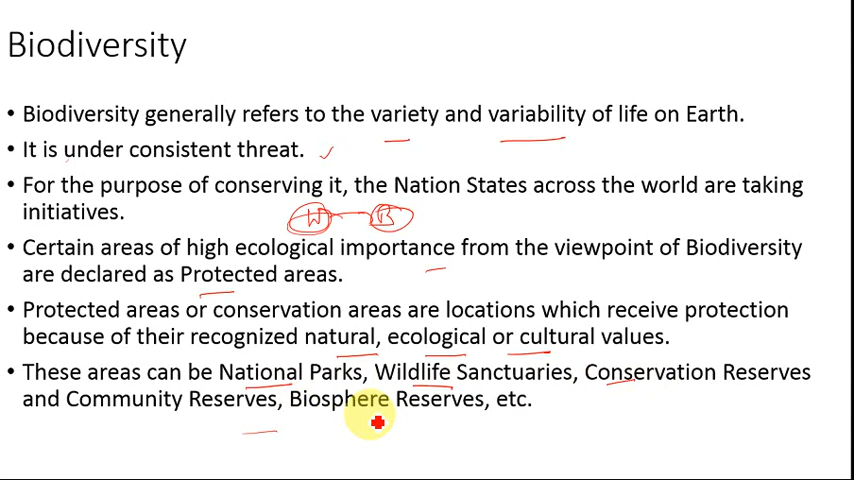 Biodiversity
• Biodiversity generally refers to the variety and variability of life on Earth.
• It is under consistent threat.
• For the purpose of conserving it, the Nation States across the world are taking
initiatives.
W B
• Certain areas of high ecological importance from the viewpoint of Biodiversity
are declared as Protected areas.
• Protected areas or conservation areas are locations which receive protection
because of their recognized natural, ecological or cultural values.
• These areas can be National Parks, Wildlife Sanctuaries, Conservation Reserves
and Community Reserves, Biosphere Reserves, etc.